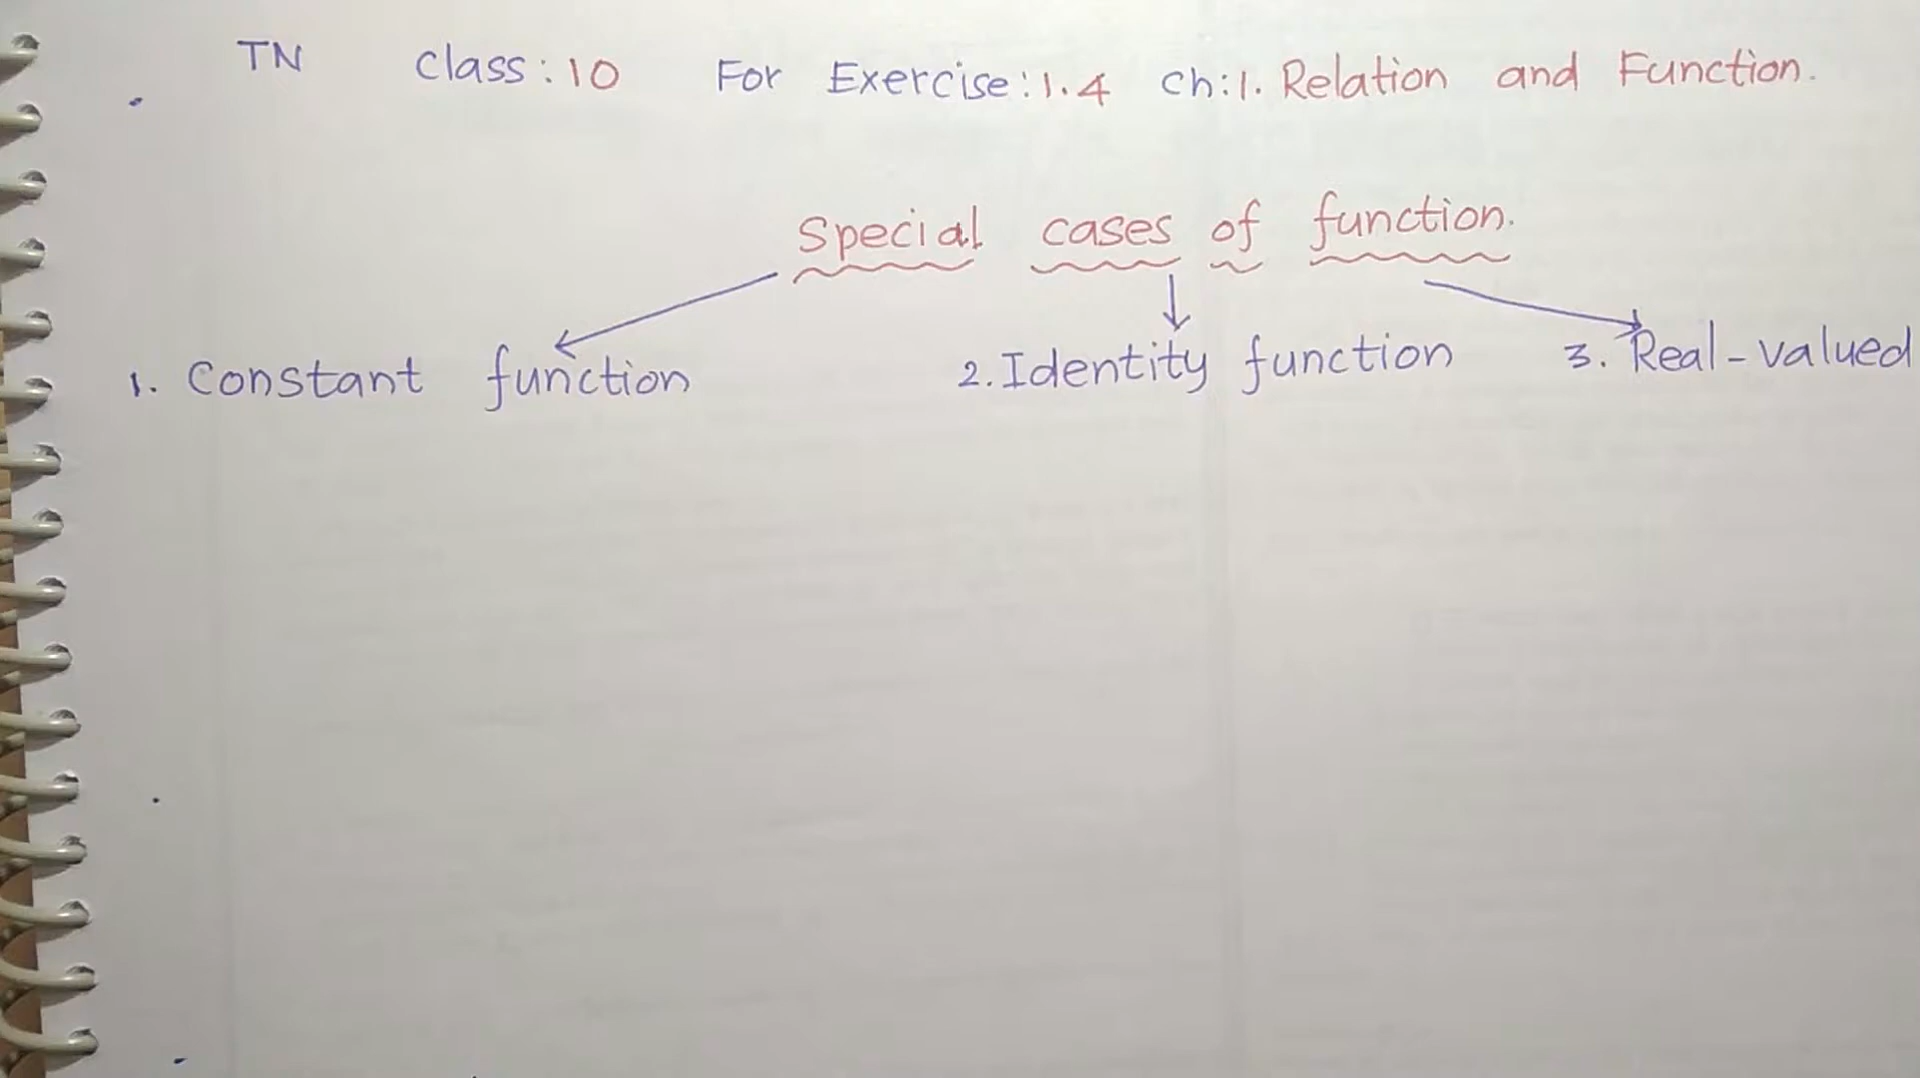 TN Class:10 For Exercise:1.4 Ch:1. Relation and Function.
Special cases of function.
1. Constant function 2. Identity function 3. Real-valued